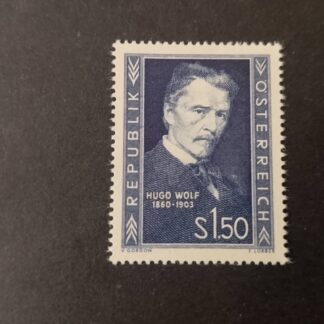 REPUBLIK
ÖSTERREICH
HUGO WOLF
1860-1903
S1.50